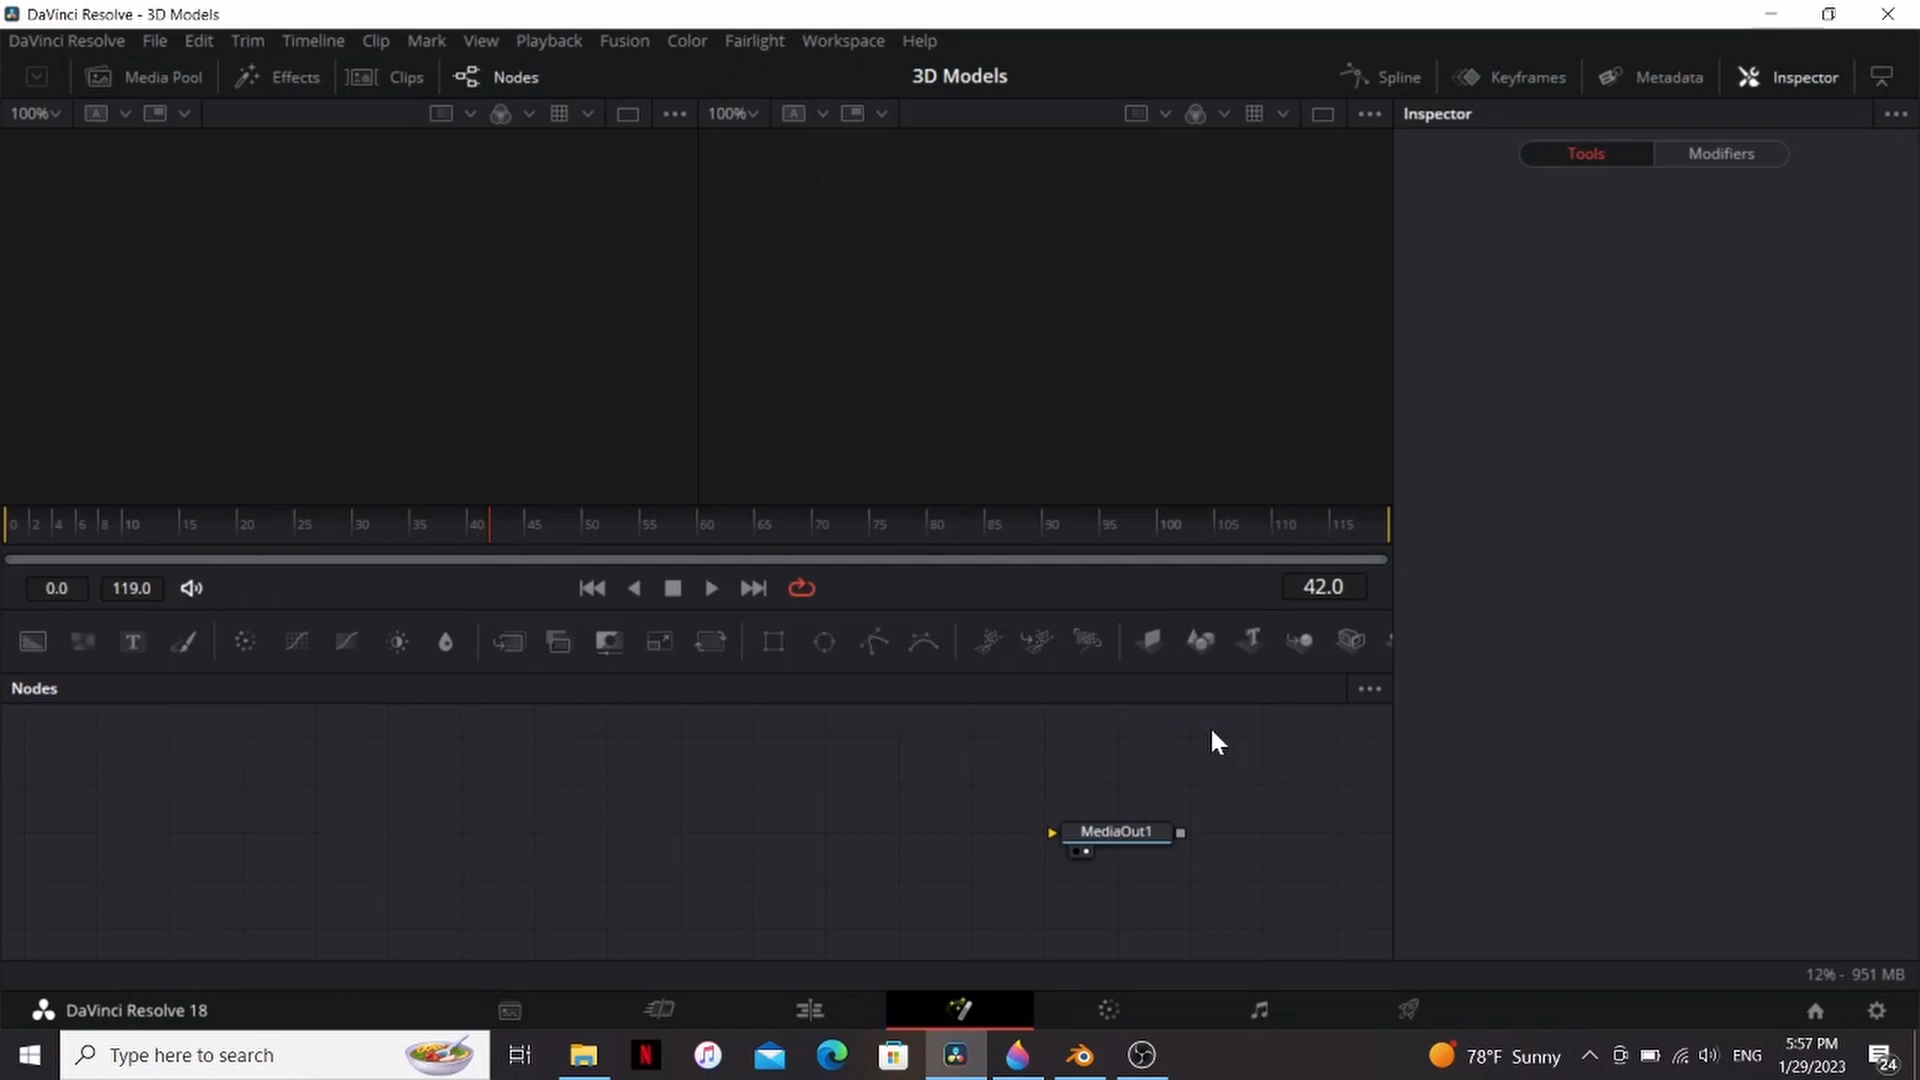 DaVinci Resolve - 3D Models
DaVinci Resolve File Edit Trim Timeline Clip Mark View Playback Fusion Color Fairlight Workspace Help
Media Pool Effects Clips Nodes 3D Models Spline Keyframes Metadata Inspector
100% A 100% A Inspector
Tools Modifiers
0 2 4 6 8 10 15 20 25 30 35 40 45 50 55 60 65 70 75 80 85 90 95 100 105 110 115
0.0 119.0 42.0
T T
Nodes
MediaOut1
12% - 951 MB
DaVinci Resolve 18
Type here to search N 78°F Sunny ENG 5:57 PM
1/29/2023 24